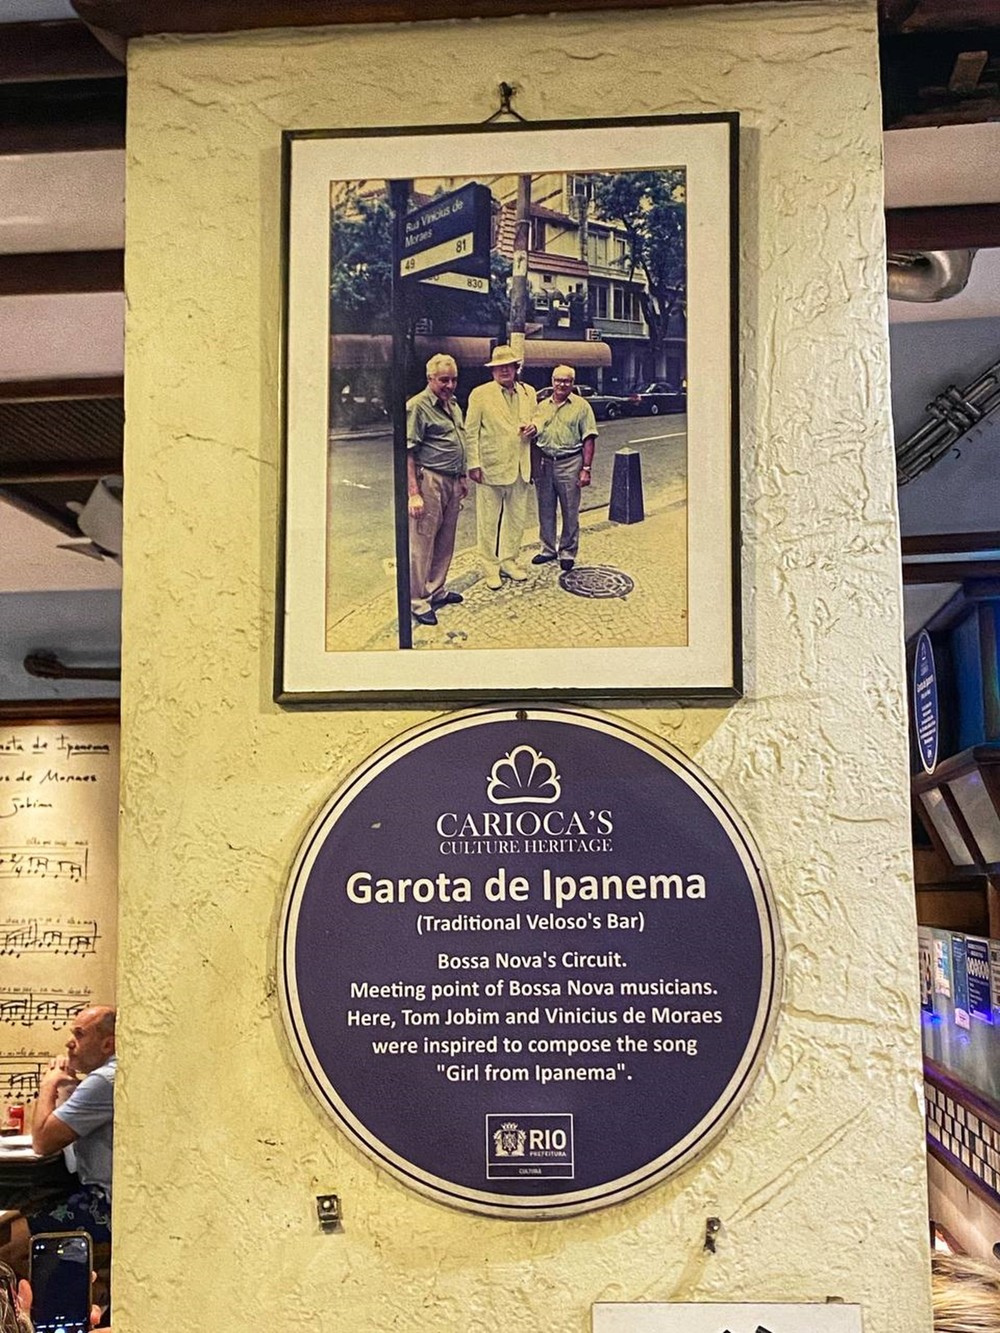 Rua Vinicius de
Moraes
49 81
830
CARIOCA'S
CULTURE HERITAGE
Garota de Ipanema
(Traditional Veloso's Bar)
Bossa Nova's Circuit.
Meeting point of Bossa Nova musicians.
Here, Tom Jobim and Vinicius de Moraes
were inspired to compose the song
"Girl from Ipanema".
RIO
PREFEITURA
CULTURA
de Ipanema
de Moraes
Jobim